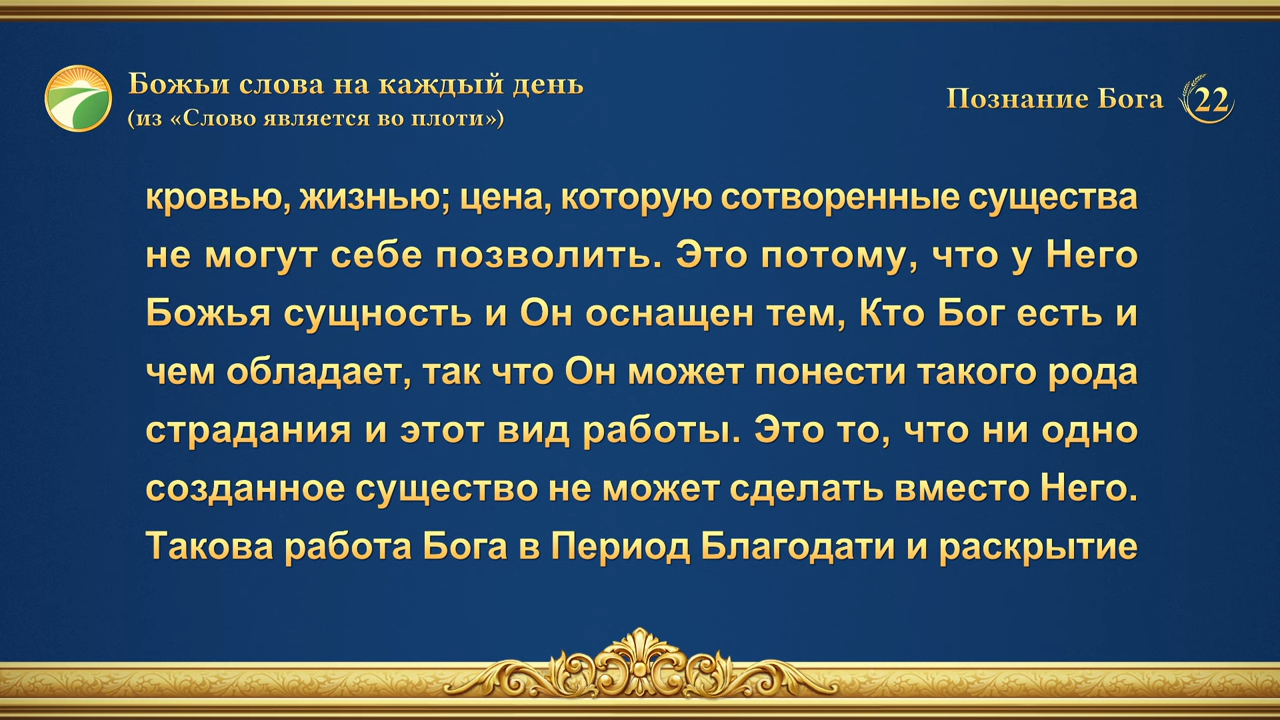 Божьи слова на каждый день
(из «Слово является во плоти»)
Познание Бога 22
кровью, жизнью; цена, которую сотворенные существа
не могут себе позволить. Это потому, что у Него
Божья сущность и Он оснащен тем, Кто Бог есть и
чем обладает, так что Он может понести такого рода
страдания и этот вид работы. Это то, что ни одно
созданное существо не может сделать вместо Него.
Такова работа Бога в Период Благодати и раскрытие